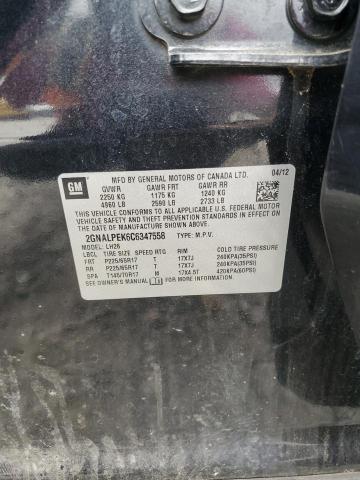 MFD BY GENERAL MOTORS OF CANADA LTD. 04/12
GM GVWR GAWR FRT GAWR RR
2250 KG 1175 KG 1240 KG
4960 LB 2590 LB 2733 LB
THIS VEHICLE CONFORMS TO ALL APPLICABLE U.S. FEDERAL
MOTOR VEHICLE SAFETY AND THEFT PREVENTION
STANDARDS IN EFFECT ON THE
DATE OF MANUFACTURE SHOWN ABOVE.
2GNALPEK6C6347558 TYPE: M.P.V.
MODEL: LH26
LBCL TIRE SIZE SPEED RTG RIM COLD TIRE PRESSURE
FRT P225/65R17 T 17X7J 240KPA(35PSI)
RR P225/65R17 T 17X7J 240KPA(35PSI)
SPA T145/70R17 M 17X4.5T 420KPA(60PSI)
SEE OWNER'S MANUAL FOR MORE INFORMATION.